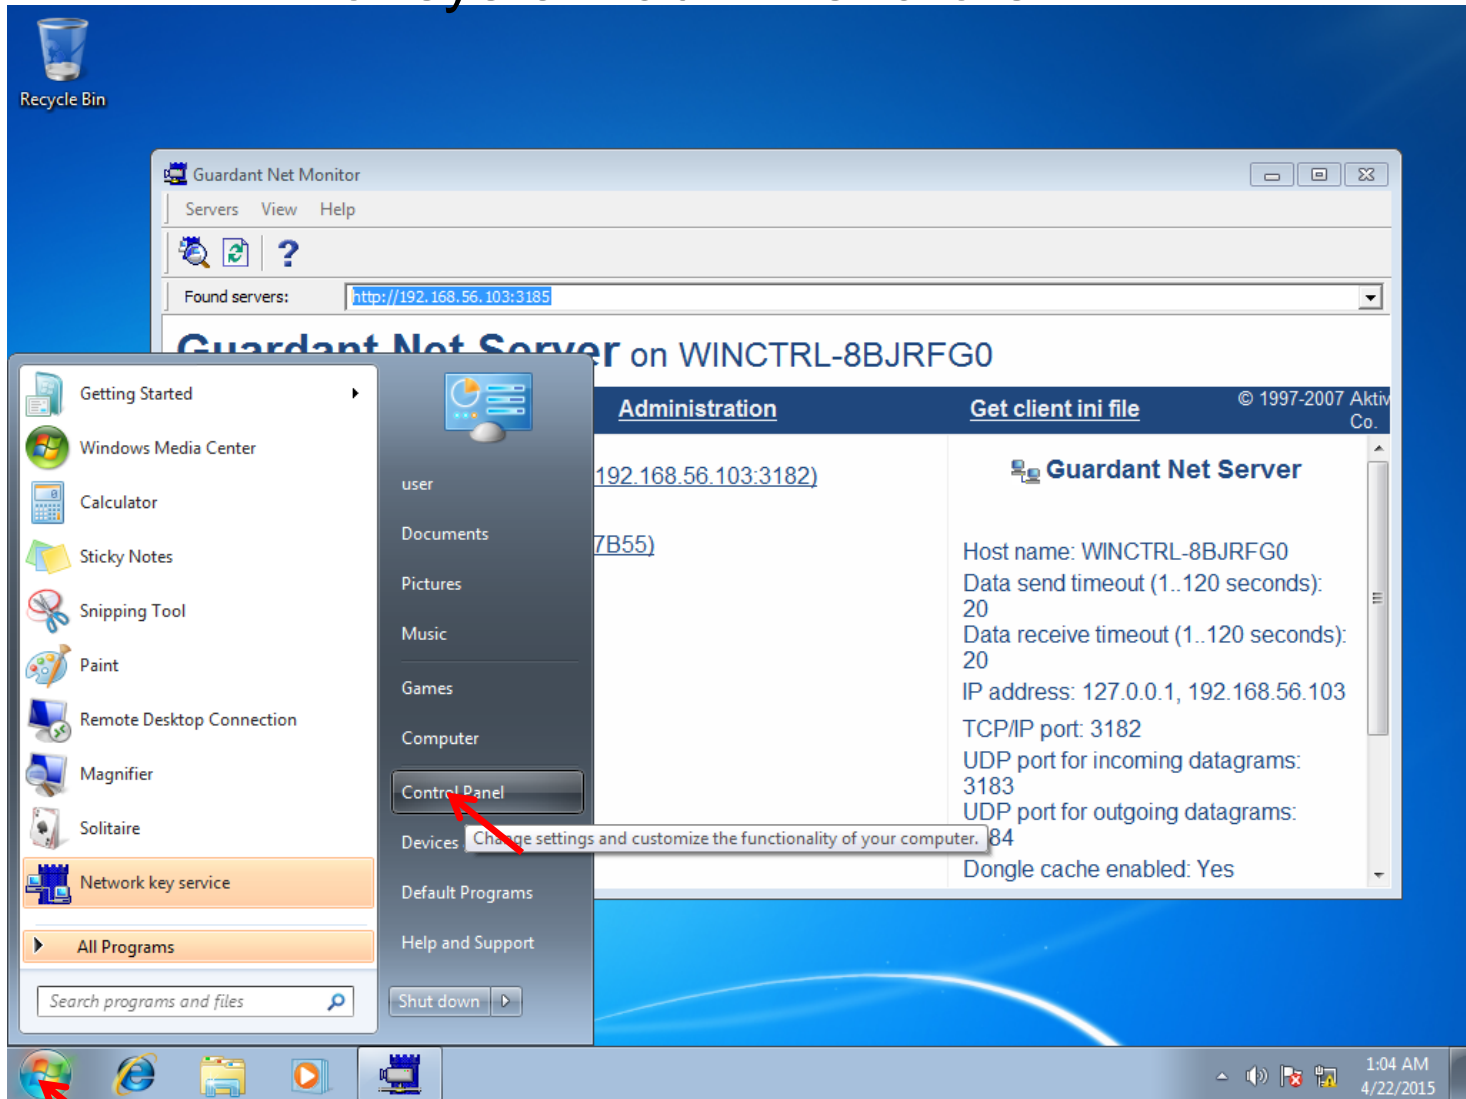 Recycle Bin
Guardant Net Monitor
Servers View Help
Found servers: http://192.168.56.103:3185
Guardant Net Server on WINCTRL-8BJRFG0
Administration
Get client ini file
© 1997-2007 Aktiv
Co.
192.168.56.103:3182)
7B55)
Guardant Net Server
Host name: WINCTRL-8BJRFG0
Data send timeout (1..120 seconds):
20
Data receive timeout (1..120 seconds):
20
IP address: 127.0.0.1, 192.168.56.103
TCP/IP port: 3182
UDP port for incoming datagrams:
3183
UDP port for outgoing datagrams:
84
Dongle cache enabled: Yes
Getting Started
Windows Media Center
Calculator
Sticky Notes
Snipping Tool
Paint
Remote Desktop Connection
Magnifier
Solitaire
Network key service
All Programs
Search programs and files
user
Documents
Pictures
Music
Games
Computer
Control Panel
Devices
Change settings and customize the functionality of your computer.
Default Programs
Help and Support
Shut down
1:04 AM
4/22/2015